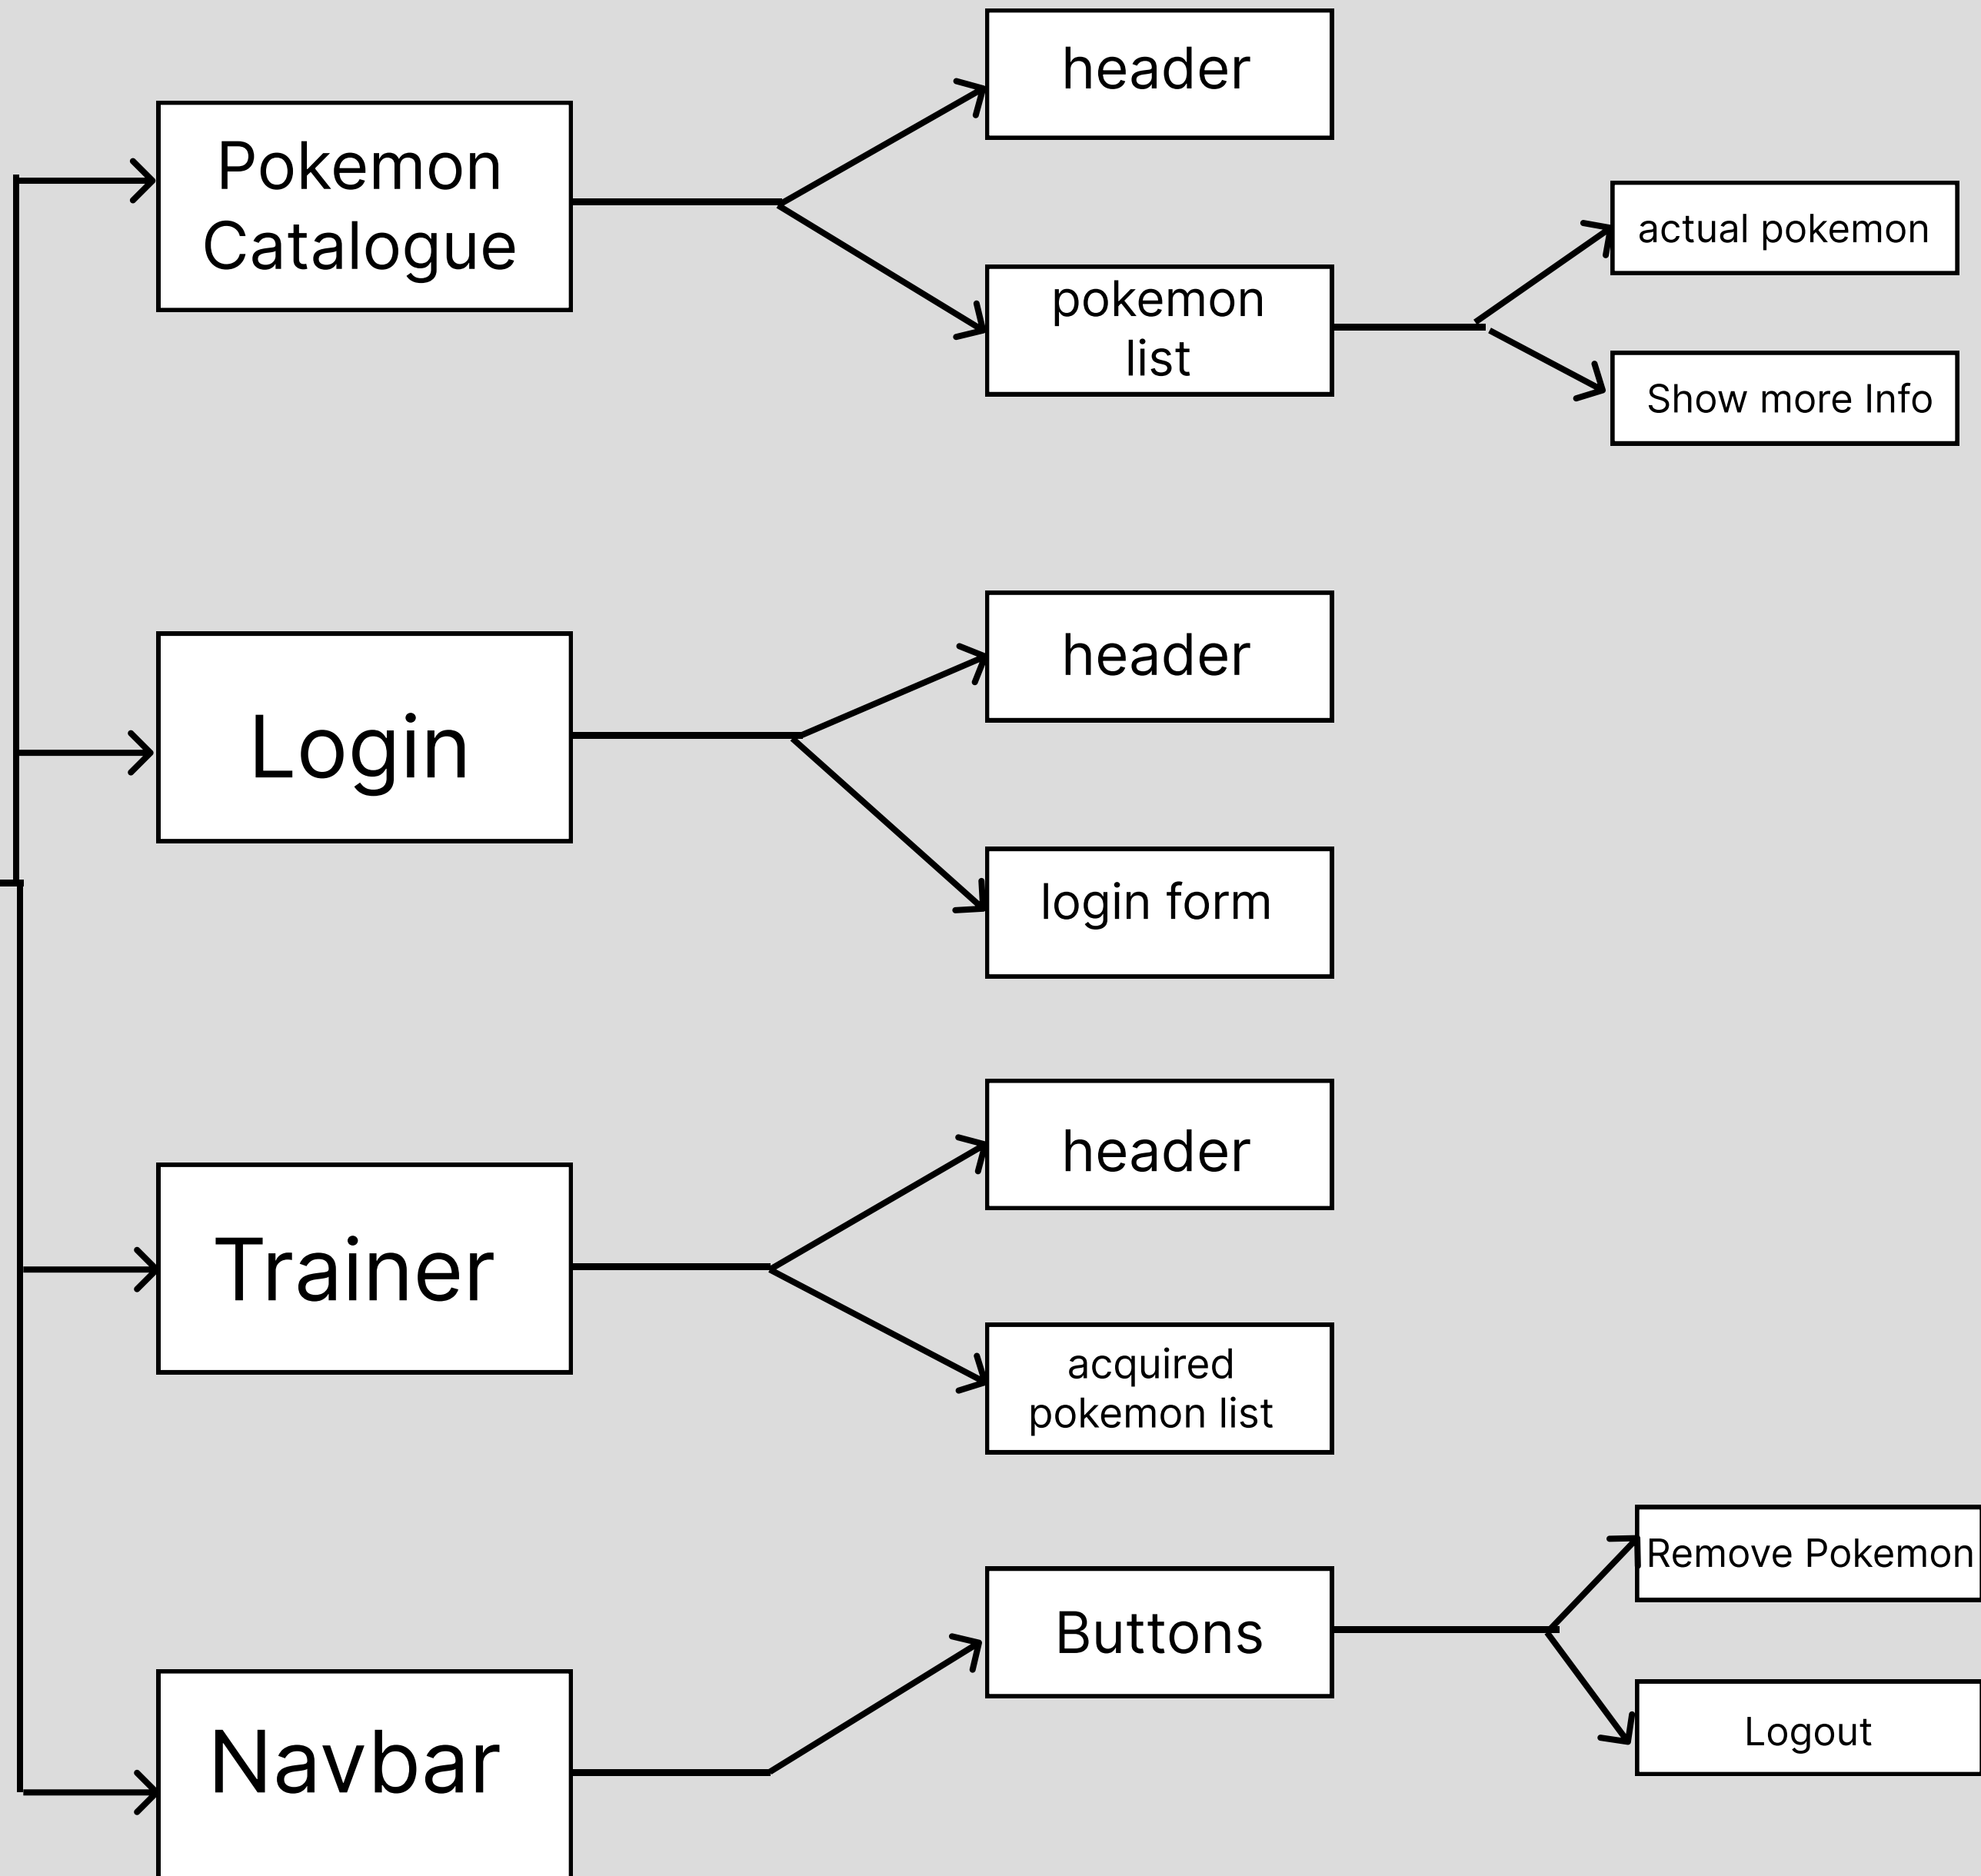 header
Pokemon
Catalogue
actual pokemon
pokemon
list
Show more Info
header
Login
login form
header
Trainer
acquired
pokemon list
Remove Pokemon
Buttons
Logout
Navbar